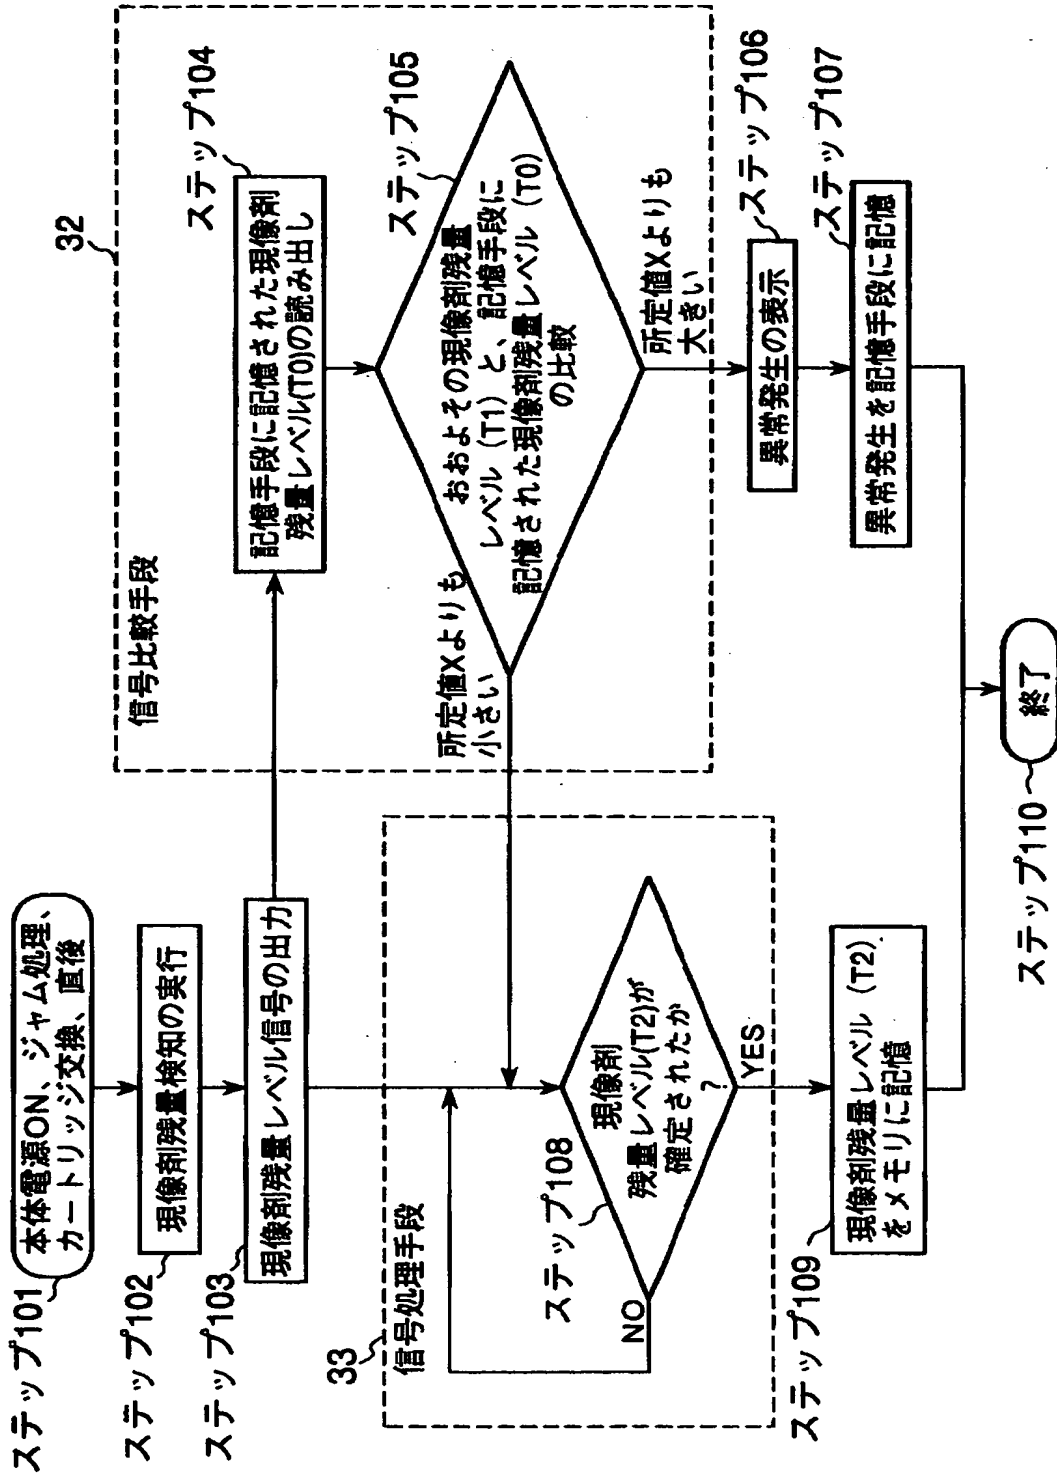 ステップ101
本体電源ON、ジャム処理、
カートリッジ交換、直後
ステップ102
現像剤残量検知の実行
ステップ103
現像剤残量レベル信号の出力
32
信号比較手段
ステップ104
記憶手段に記憶された現像剤
残量レベル(T0)の読み出し
ステップ105
おおよその現像剤残量
レベル（T1）と、記憶手段に
記憶された現像剤残量レベル（T0）
の比較
所定値Xよりも
小さい
所定値Xよりも
大きい
ステップ106
異常発生の表示
ステップ107
異常発生を記憶手段に記憶
33
信号処理手段
ステップ108
現像剤
残量レベル(T2)が
確定されたか
?
NO
YES
ステップ109
現像剤残量レベル（T2）
をメモリに記憶
ステップ110
終了